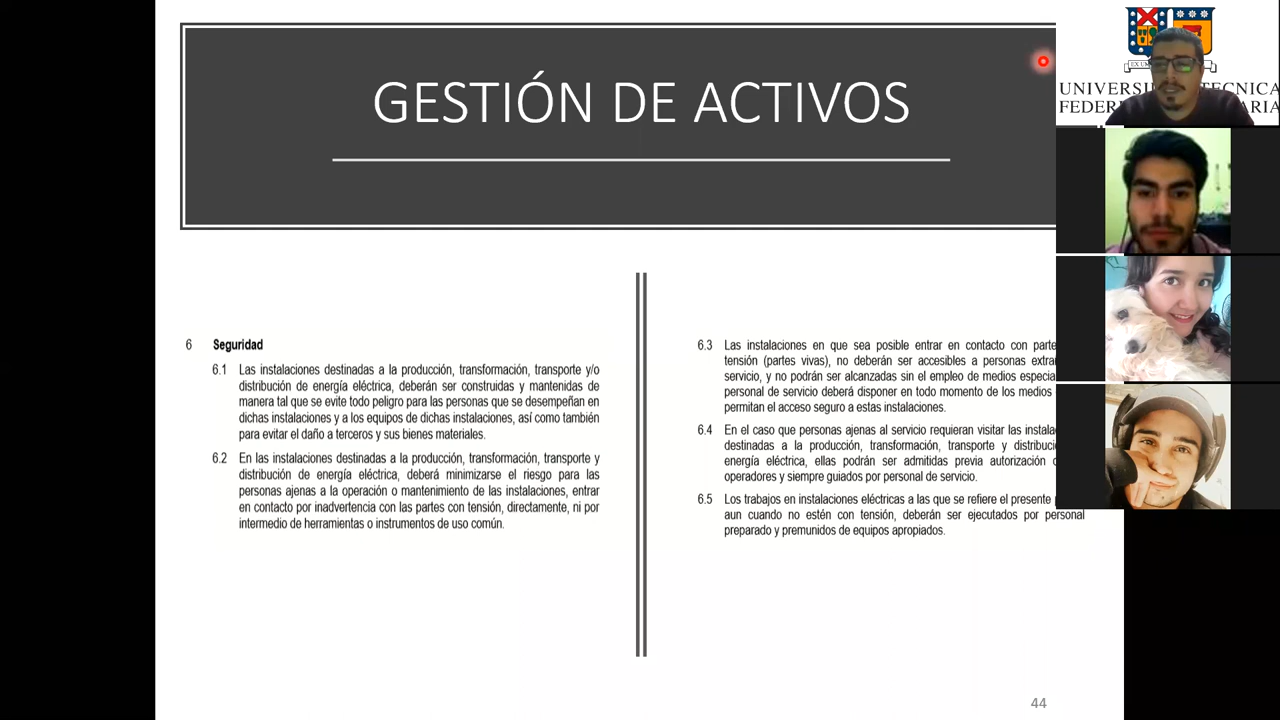 GESTIÓN DE ACTIVOS
6 Seguridad
6.1 Las instalaciones destinadas a la producción, transformación, transporte y/o
distribución de energía eléctrica, deberán ser construidas y mantenidas de
manera tal que se evite todo peligro para las personas que se desempeñan en
dichas instalaciones y a los equipos de dichas instalaciones, así como también
para evitar el daño a terceros y sus bienes materiales.
6.2 En las instalaciones destinadas a la producción, transformación, transporte y
distribución de energía eléctrica, deberá minimizarse el riesgo para las
personas ajenas a la operación o mantenimiento de las instalaciones, entrar
en contacto por inadvertencia con las partes con tensión, directamente, ni por
intermedio de herramientas o instrumentos de uso común.
6.3 Las instalaciones en que sea posible entrar en contacto con parte
tensión (partes vivas), no deberán ser accesibles a personas extra
servicio, y no podrán ser alcanzadas sin el empleo de medios especia
personal de servicio deberá disponer en todo momento de los medios
permitan el acceso seguro a estas instalaciones.
6.4 En el caso que personas ajenas al servicio requieran visitar las instala
destinadas a la producción, transformación, transporte y distribuci
energía eléctrica, ellas podrán ser admitidas previa autorización
operadores y siempre guiados por personal de servicio.
6.5 Los trabajos en instalaciones eléctricas a las que se refiere el presente
aun cuando no estén con tensión, deberán ser ejecutados por personal
preparado y premunidos de equipos apropiados.
UNIVERSI TECNICA
FEDER ARIA
44